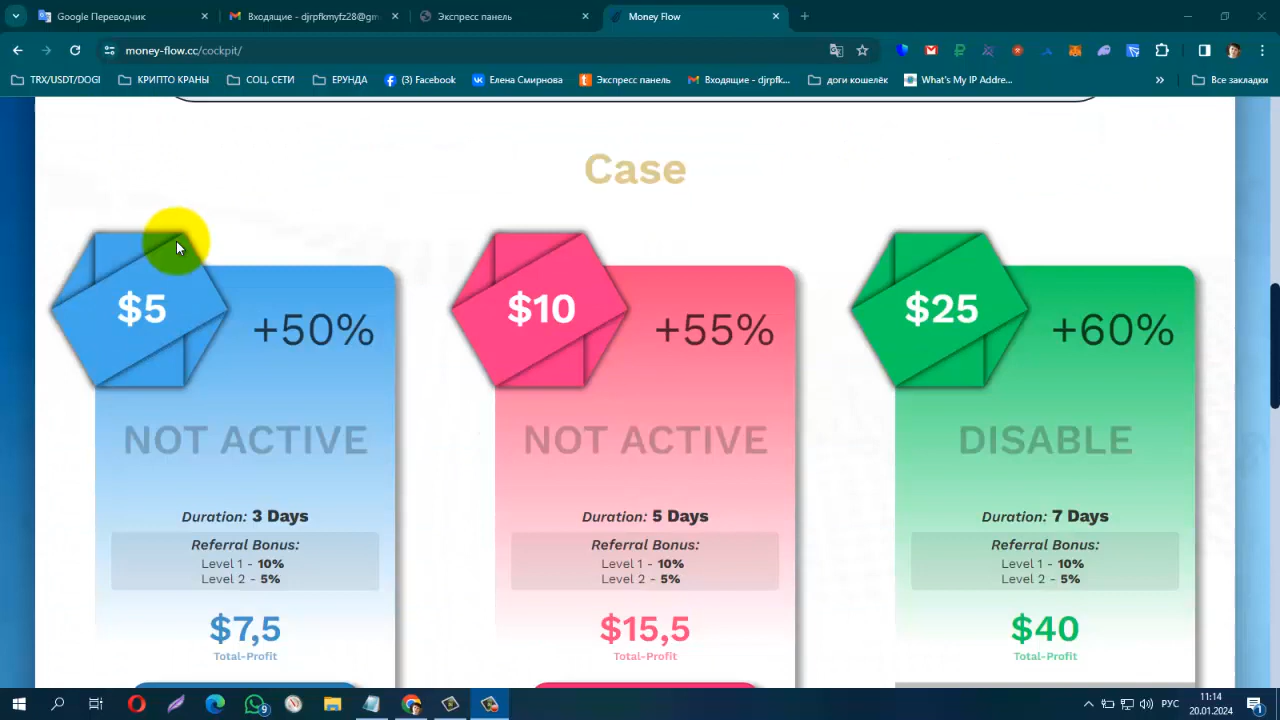 Google Переводчик
Входящие - djrpfkmyfz28@gm
Экспресс панель
Money Flow
money-flow.cc/cockpit/
TRX/USDT/DOGI
КРИПТО КРАНЫ
СОЦ. СЕТИ
ЕРУНДА
(3) Facebook
Елена Смирнова
Экспресс панель
Входящие - djrpfk...
доги кошелёк
What's My IP Addre...
Все закладки
Case
$5
+50%
NOT ACTIVE
Duration: 3 Days
Referral Bonus:
Level 1 - 10%
Level 2 - 5%
$7,5
Total-Profit
$10
+55%
NOT ACTIVE
Duration: 5 Days
Referral Bonus:
Level 1 - 10%
Level 2 - 5%
$15,5
Total-Profit
$25
+60%
DISABLE
Duration: 7 Days
Referral Bonus:
Level 1 - 10%
Level 2 - 5%
$40
Total-Profit
9
РУС
11:14
20.01.2024
1